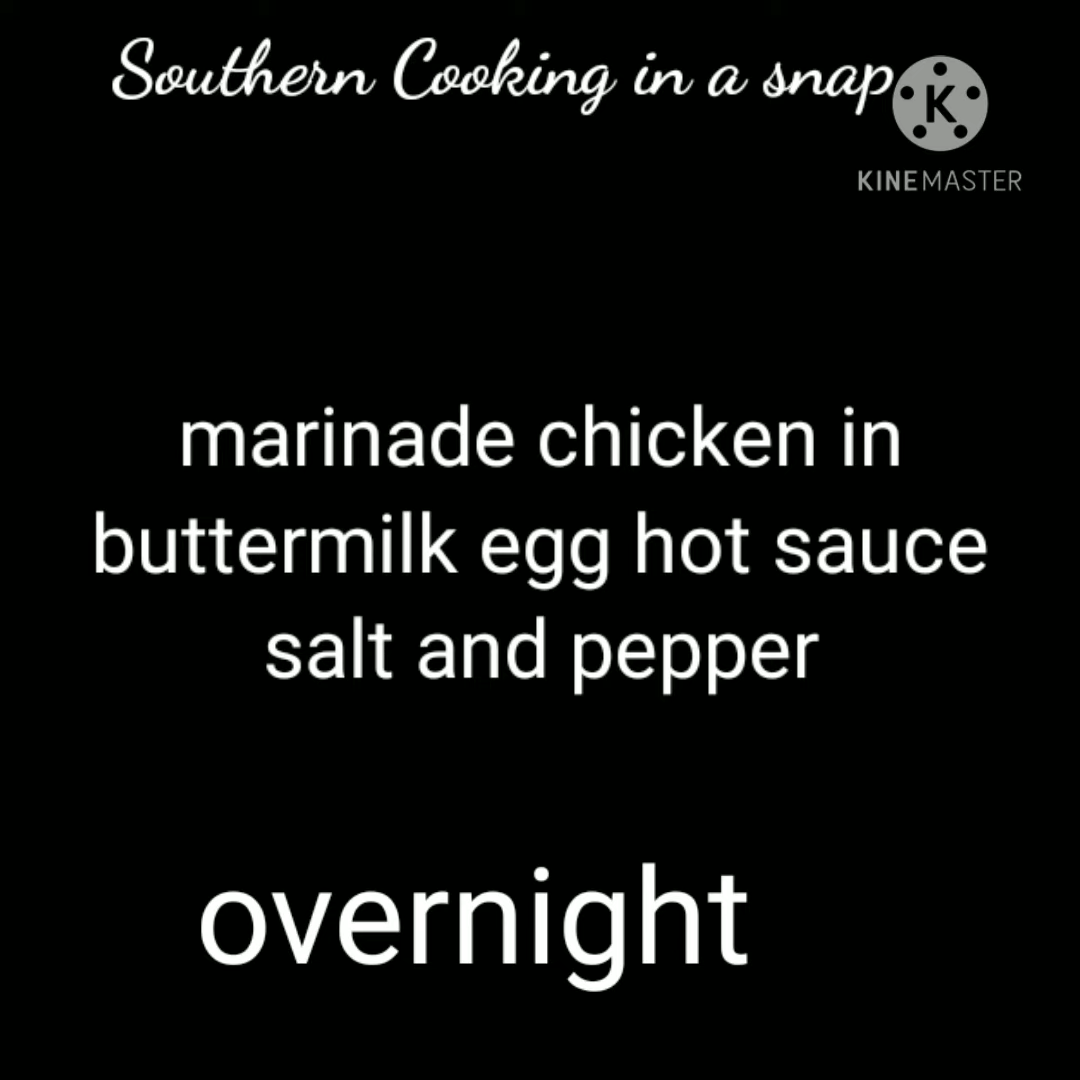 Southern Cooking in a snap
K
KINEMASTER
marinade chicken in
buttermilk egg hot sauce
salt and pepper
overnight